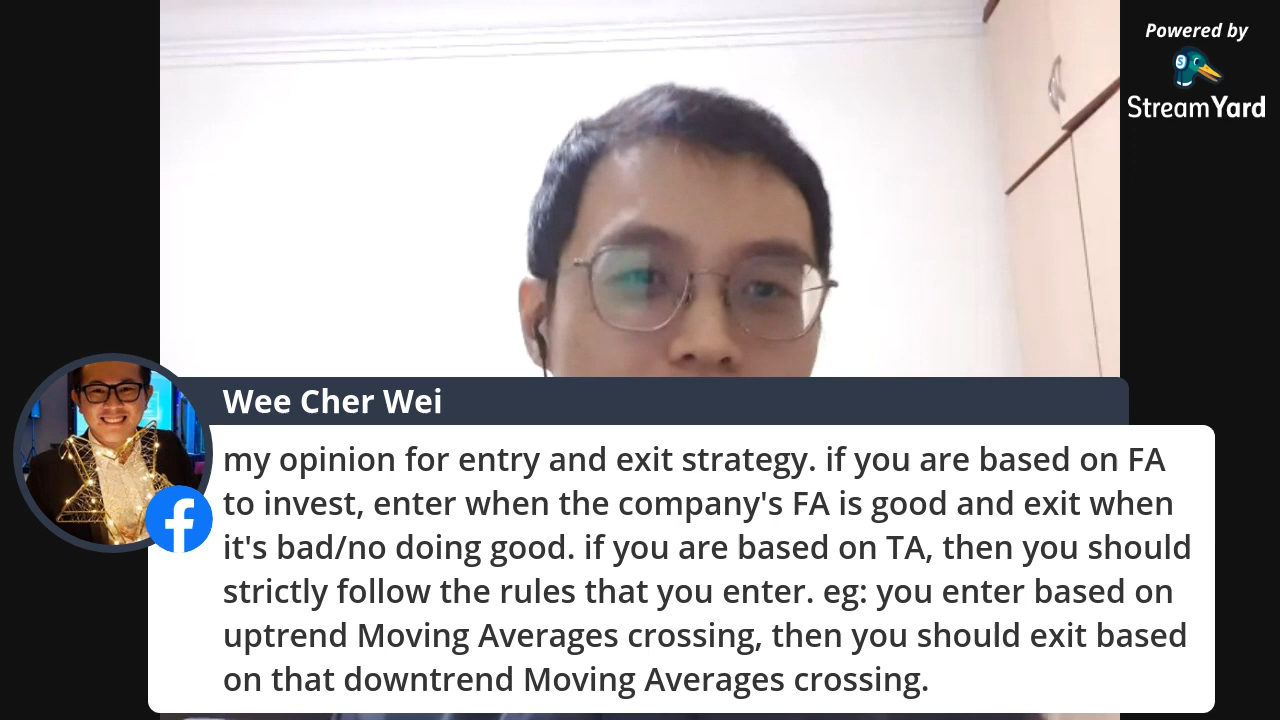 Powered by
StreamYard
Wee Cher Wei
my opinion for entry and exit strategy. if you are based on FA
to invest, enter when the company's FA is good and exit when
it's bad/no doing good. if you are based on TA, then you should
strictly follow the rules that you enter. eg: you enter based on
uptrend Moving Averages crossing, then you should exit based
on that downtrend Moving Averages crossing.